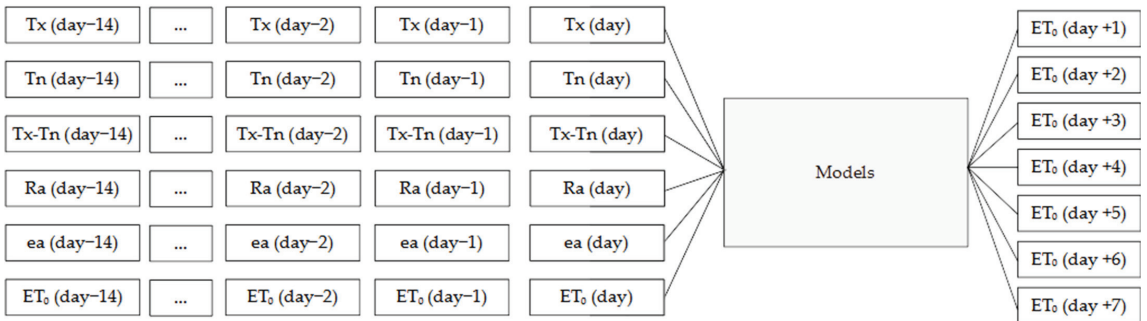 Tx (day−14) ... Tx (day−2) Tx (day−1) Tx (day)
Tn (day−14) ... Tn (day−2) Tn (day−1) Tn (day)
Tx-Tn (day−14) ... Tx-Tn (day−2) Tx-Tn (day−1) Tx-Tn (day)
Ra (day−14) ... Ra (day−2) Ra (day−1) Ra (day)
ea (day−14) ... ea (day−2) ea (day−1) ea (day)
ET₀ (day−14) ... ET₀ (day−2) ET₀ (day−1) ET₀ (day)
Models
ET₀ (day +1)
ET₀ (day +2)
ET₀ (day +3)
ET₀ (day +4)
ET₀ (day +5)
ET₀ (day +6)
ET₀ (day +7)